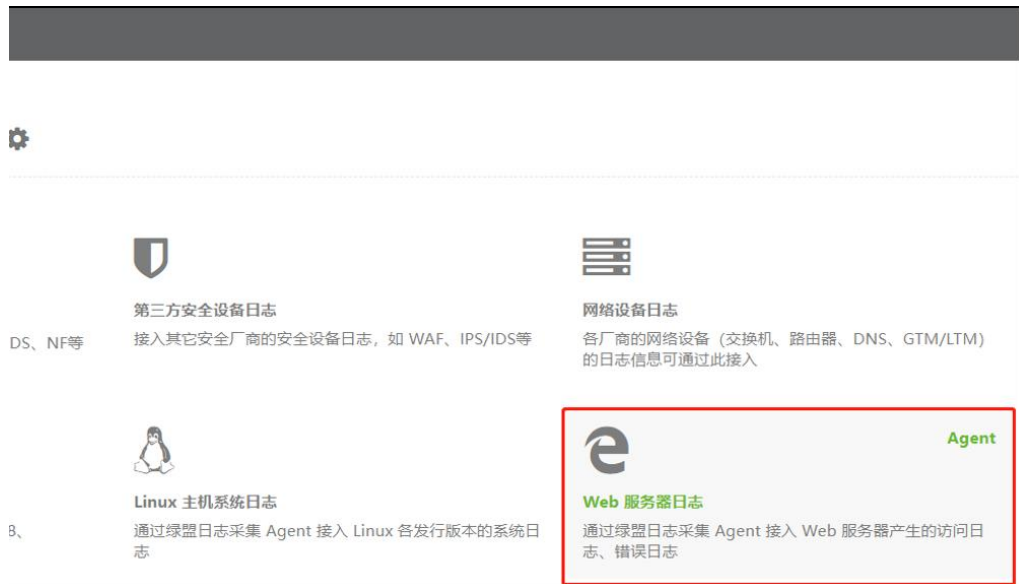 第三方安全设备日志
网络设备日志
DS、NF等
接入其它安全厂商的安全设备日志，如 WAF、IPS/IDS等
各厂商的网络设备（交换机、路由器、DNS、GTM/LTM)
的日志信息可通过此接入
Agent
Linux 主机系统日志
Web 服务器日志
8、
通过绿盟日志采集 Agent 接入 Linux 各发行版本的系统日
志
通过绿盟日志采集 Agent 接入 Web 服务器产生的访问日
志、错误日志